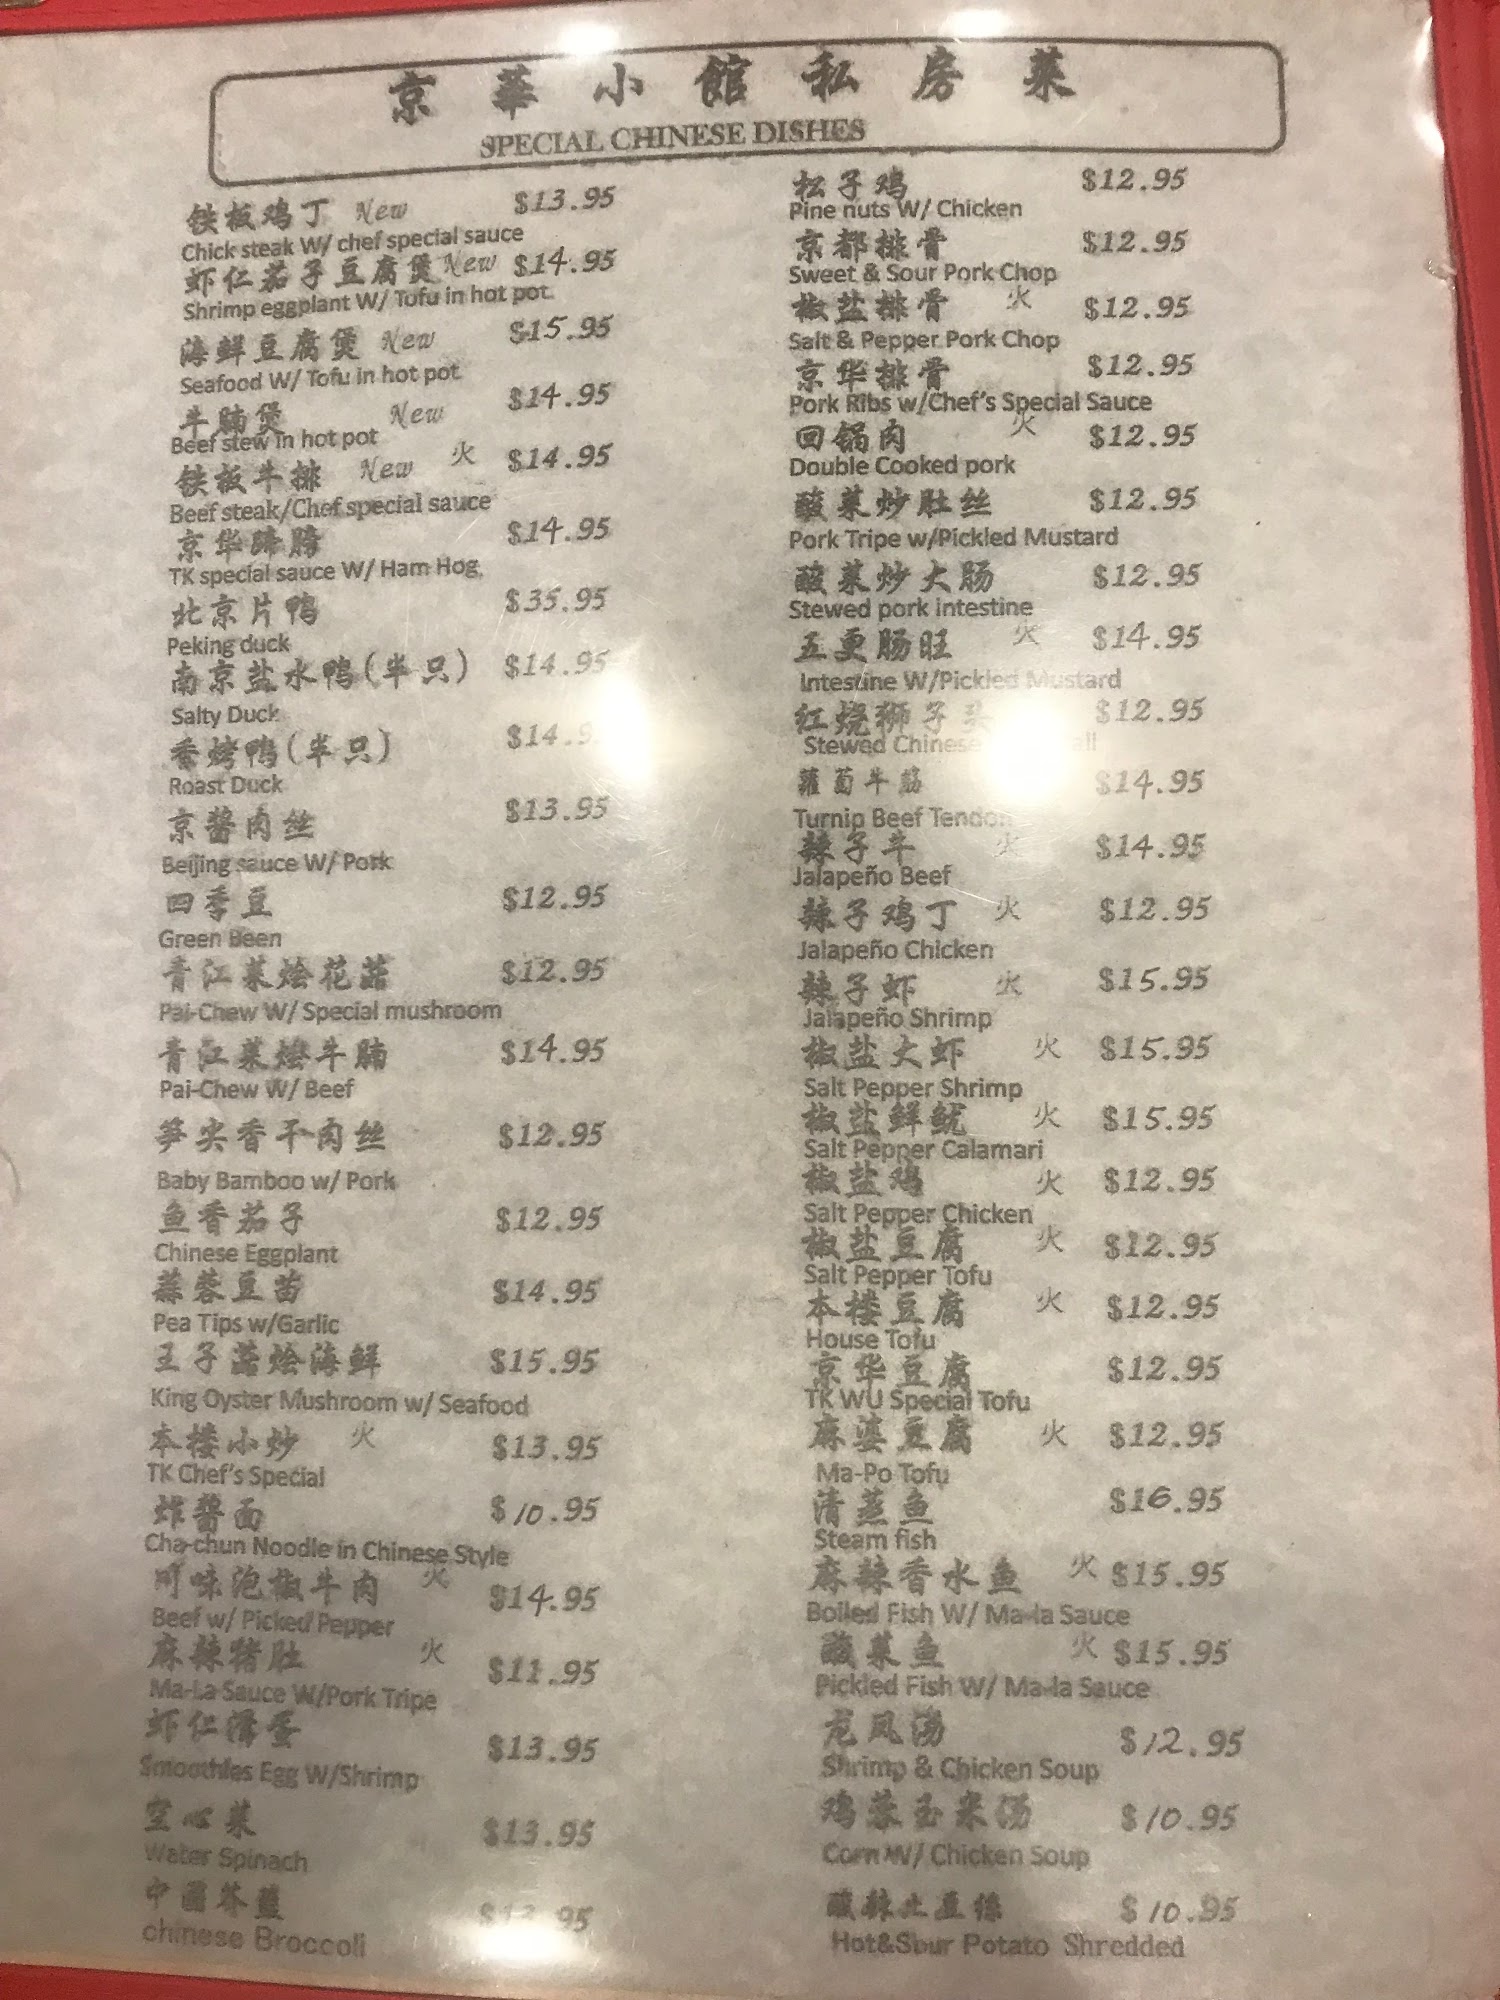 京華小館私房菜
SPECIAL CHINESE DISHES
铁板鸡丁 New $13.95
Chick steak W/ chef special sauce
虾仁茄子豆腐煲 New $14.95
Shrimp eggplant W/ Tofu in hot pot
海鲜豆腐煲 New $15.95
Seafood W/ Tofu in hot pot
牛腩煲 New $14.95
Beef stew in hot pot
铁板牛排 New 火 $14.95
Beef steak/Chef special sauce
京华蹄膀 $14.95
TK special sauce W/ Ham Hog
北京片鸭 $35.95
Peking duck
南京盐水鸭(半只) $14.95
Salty Duck
香烤鸭(半只) $14.9
Roast Duck
京酱肉丝 $13.95
Beijing sauce W/ Pork
四季豆 $12.95
Green Been
青江菜烩花菇 $12.95
Pai-Chew W/ Special mushroom
青江菜烩牛腩 $14.95
Pai-Chew W/ Beef
笋尖香干肉丝 $12.95
Baby Bamboo w/ Pork
鱼香茄子 $12.95
Chinese Eggplant
蒜蓉豆苗 $14.95
Pea Tips w/Garlic
王子菇烩海鲜 $15.95
King Oyster Mushroom w/ Seafood
本楼小炒 火 $13.95
TK Chef's Special
炸酱面 $10.95
Cha-chun Noodle in Chinese Style
川味泡椒牛肉 火 $14.95
Beef w/ Picked Pepper
麻辣猪肚 火 $11.95
Ma-La Sauce W/Pork Tripe
虾仁滑蛋 $13.95
Smoothies Egg W/Shrimp
空心菜 $13.95
Water Spinach
中國芥蘭 $13.95
chinese Broccoli
松子鸡 $12.95
Pine nuts W/ Chicken
京都排骨 $12.95
Sweet & Sour Pork Chop
椒盐排骨 火 $12.95
Salt & Pepper Pork Chop
京华排骨 $12.95
Pork Ribs w/Chef's Special Sauce
回锅肉 火 $12.95
Double Cooked pork
酸菜炒肚丝 $12.95
Pork Tripe w/Pickled Mustard
酸菜炒大肠 $12.95
Stewed pork intestine
五更肠旺 火 $14.95
Intestine W/Pickled Mustard
红烧狮子头 $12.95
Stewed Chinese
蘿蔔牛筋 $14.95
Turnip Beef Tendon
辣子牛 火 $14.95
Jalapeño Beef
辣子鸡丁 火 $12.95
Jalapeño Chicken
辣子虾 火 $15.95
Jalapeño Shrimp
椒盐大虾 火 $15.95
Salt Pepper Shrimp
椒盐鲜鱿 火 $15.95
Salt Pepper Calamari
椒盐鸡 火 $12.95
Salt Pepper Chicken
椒盐豆腐 火 $12.95
Salt Pepper Tofu
本楼豆腐 火 $12.95
House Tofu
京华豆腐 $12.95
TK WU Special Tofu
麻婆豆腐 火 $12.95
Ma-Po Tofu
清蒸鱼 $16.95
Steam fish
麻辣香水鱼 火 $15.95
Boiled Fish W/ Ma-la Sauce
酸菜鱼 火 $15.95
Pickled Fish W/ Ma-la Sauce
龙凤汤 $12.95
Shrimp & Chicken Soup
鸡蓉玉米汤 $10.95
Corn W/ Chicken Soup
酸辣土豆絲 $10.95
Hot&Sour Potato Shredded